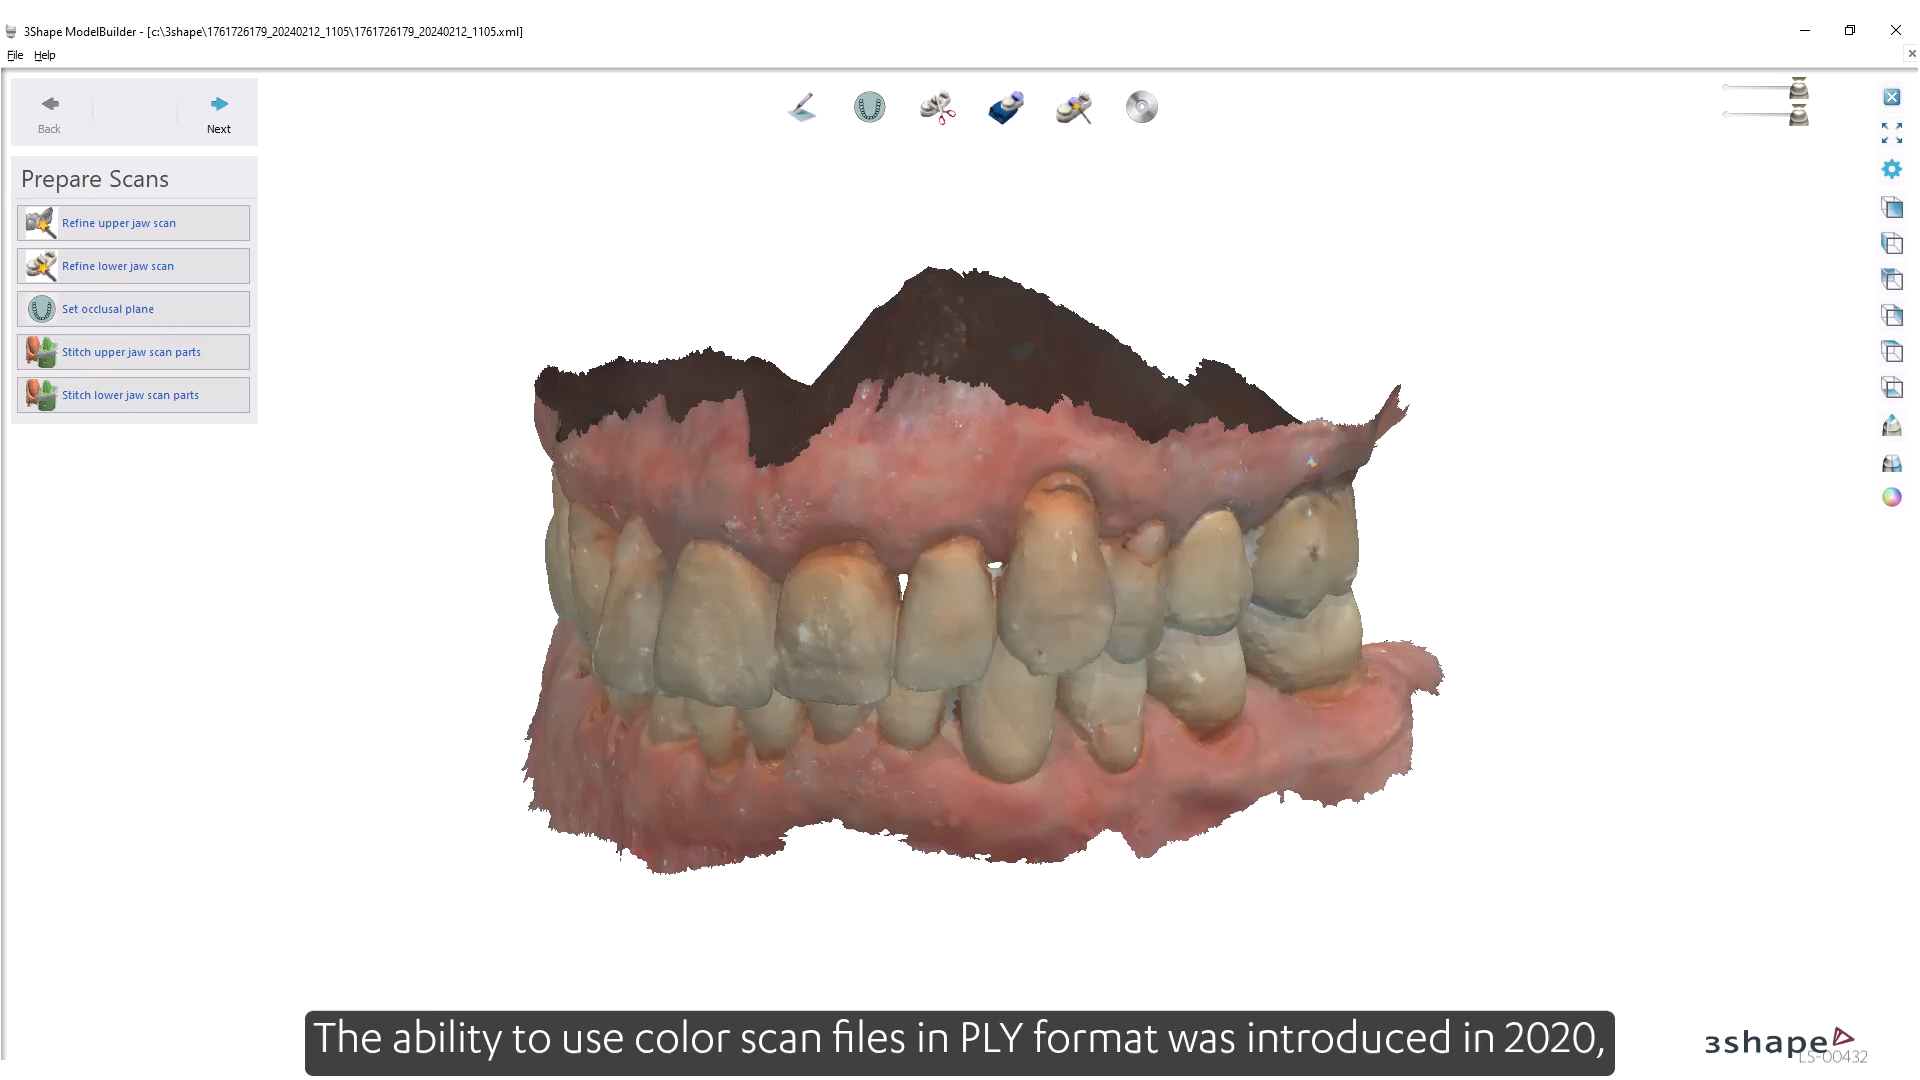 3Shape ModelBuilder - [c:\3shape\1761726179_20240212_1105\1761726179_20240212_1105.xml]
File Help
Back
Next
Prepare Scans
Refine upper jaw scan
Refine lower jaw scan
Set occlusal plane
Stitch upper jaw scan parts
Stitch lower jaw scan parts
The ability to use color scan files in PLY format was introduced in 2020,
3shape
LS-00432